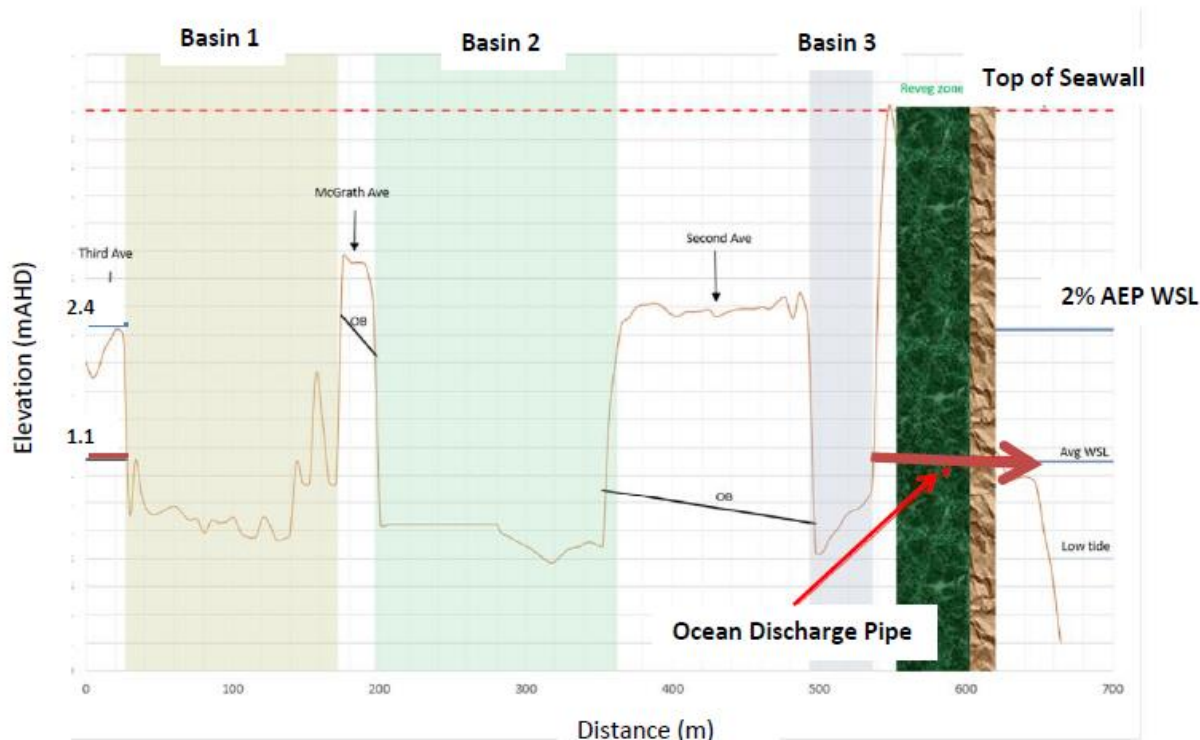 Basin 1
Basin 2
Basin 3
Top of Seawall
Reveg zone
McGrath Ave
Second Ave
Third Ave
2.4
OB
2% AEP WSL
Elevation (mAHD)
1.1
Avg WSL
OB
Low tide
Ocean Discharge Pipe
0
100
200
300
400
500
600
700
Distance (m)